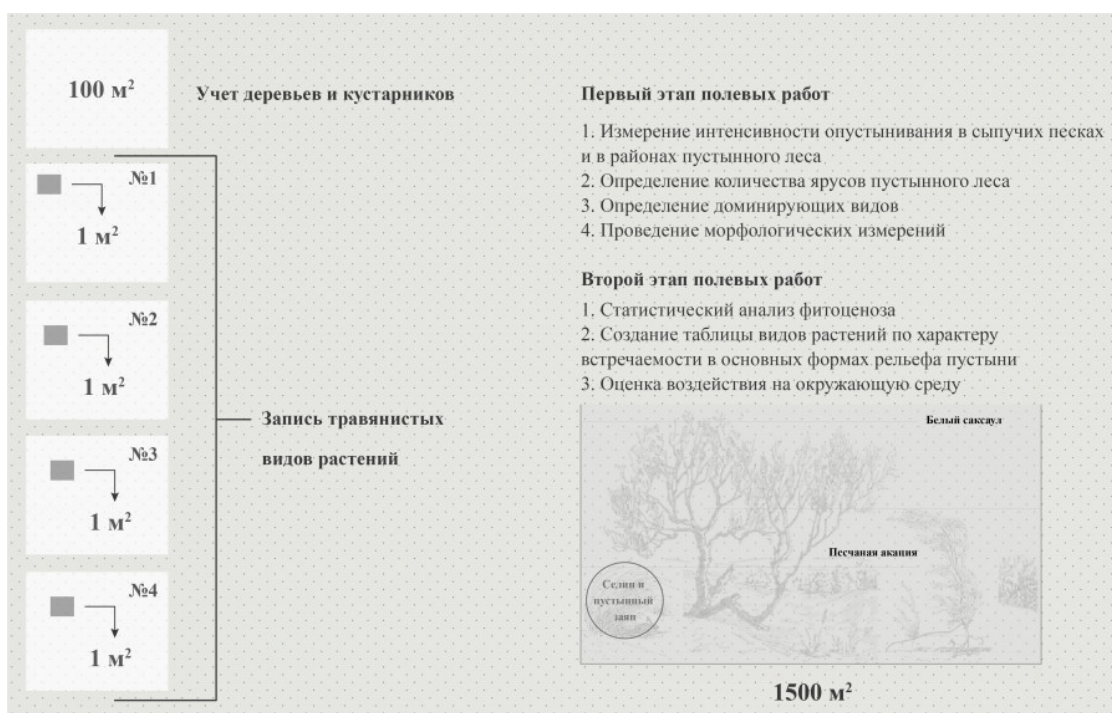 100 м²
Учет деревьев и кустарников
№1
1 м²
№2
1 м²
№3
1 м²
№4
1 м²
Запись травянистых
видов растений
Первый этап полевых работ
1. Измерение интенсивности опустынивания в сыпучих песках
и в районах пустынного леса
2. Определение количества ярусов пустынного леса
3. Определение доминирующих видов
4. Проведение морфологических измерений
Второй этап полевых работ
1. Статистический анализ фитоценоза
2. Создание таблицы видов растений по характеру
встречаемости в основных формах рельефа пустыни
3. Оценка воздействия на окружающую среду
Белый саксаул
Песчаная акация
Селин и
пустынный
заяц
1500 м²